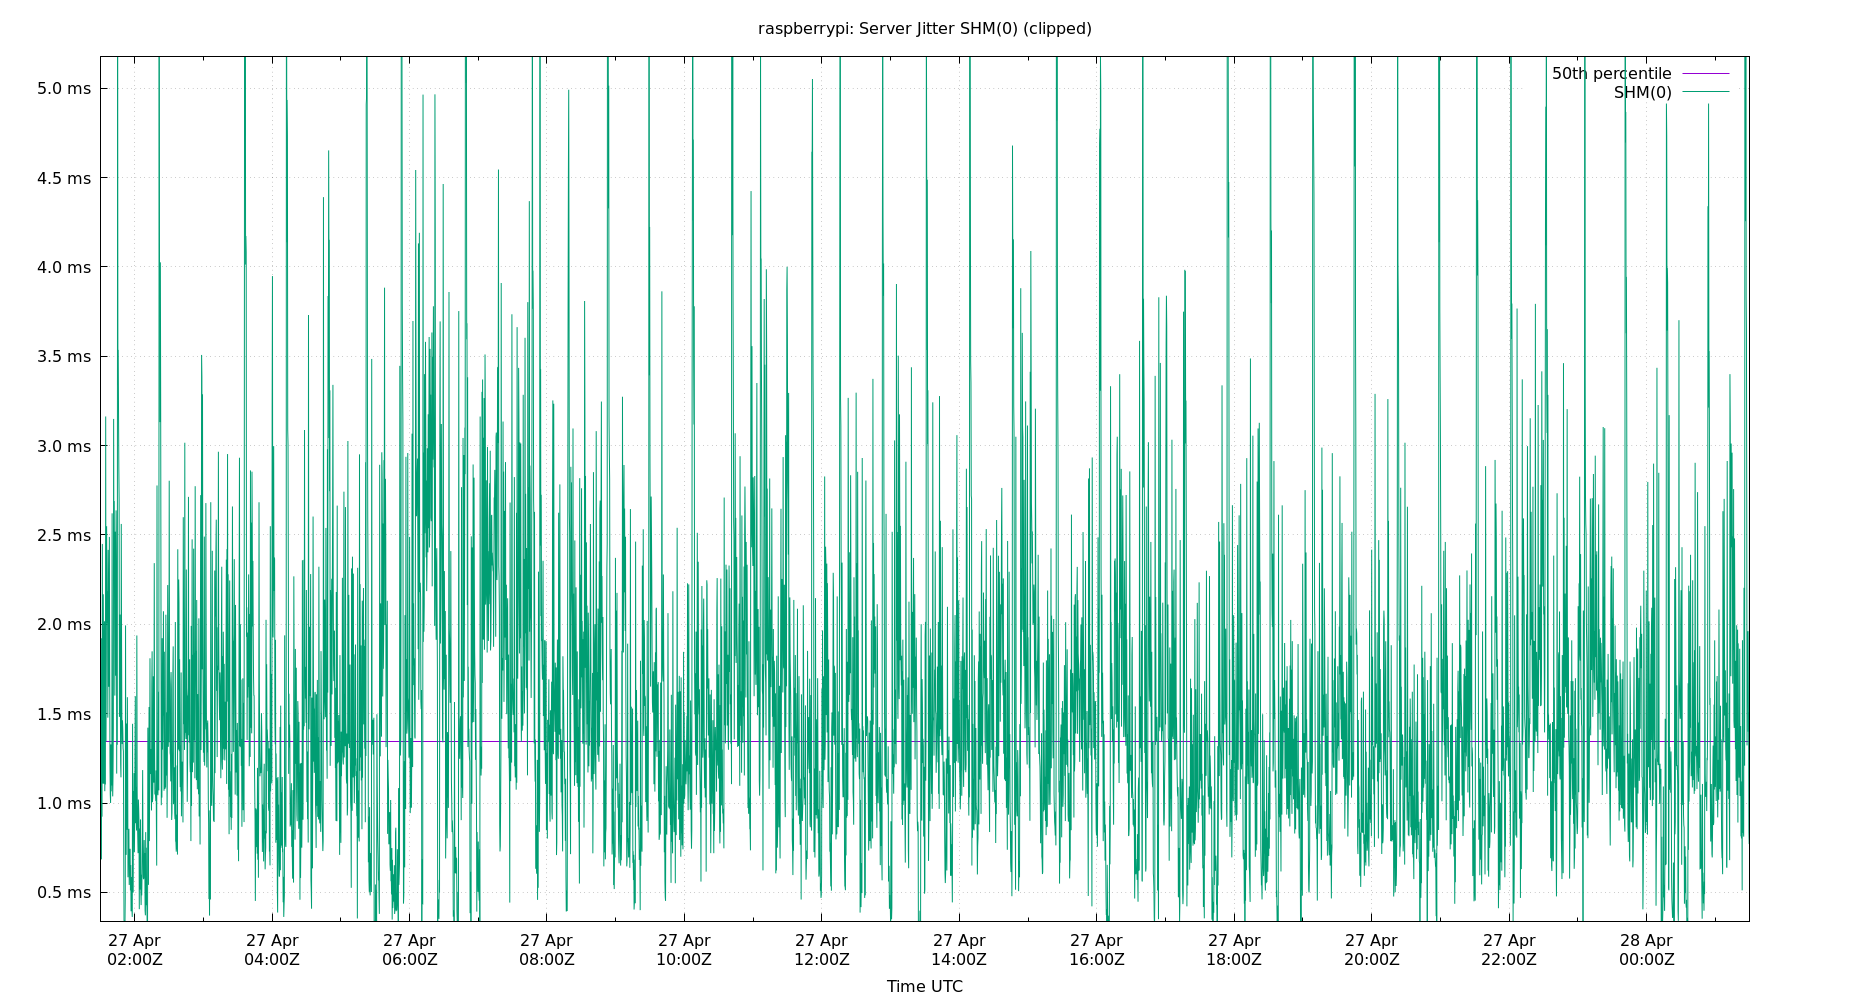 raspberrypi: Server Jitter SHM(0) (clipped)
50th percentile
SHM(0)
5.0 ms
4.5 ms
4.0 ms
3.5 ms
3.0 ms
2.5 ms
2.0 ms
1.5 ms
1.0 ms
0.5 ms
27 Apr 27 Apr 27 Apr 27 Apr 27 Apr 27 Apr 27 Apr 27 Apr 27 Apr 27 Apr 27 Apr 28 Apr
02:00Z 04:00Z 06:00Z 08:00Z 10:00Z 12:00Z 14:00Z 16:00Z 18:00Z 20:00Z 22:00Z 00:00Z
Time UTC